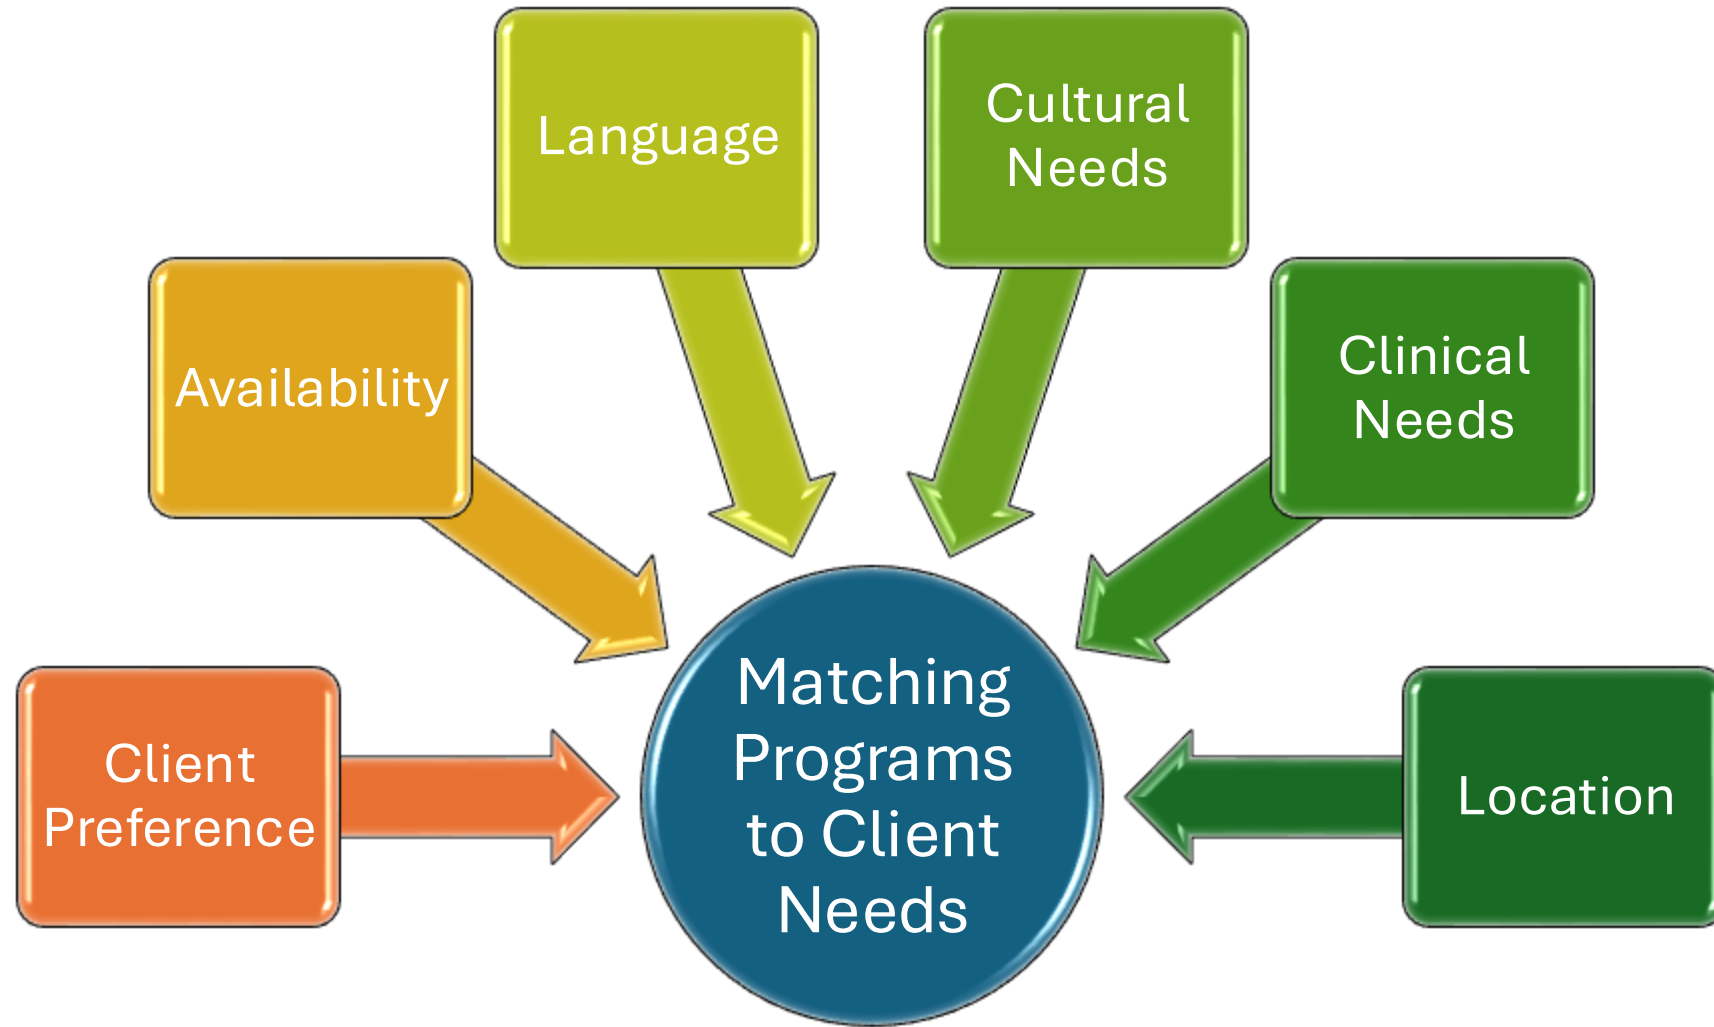 Language
Cultural
Needs
Availability
Clinical
Needs
Client
Preference
Matching
Programs
to Client
Needs
Location